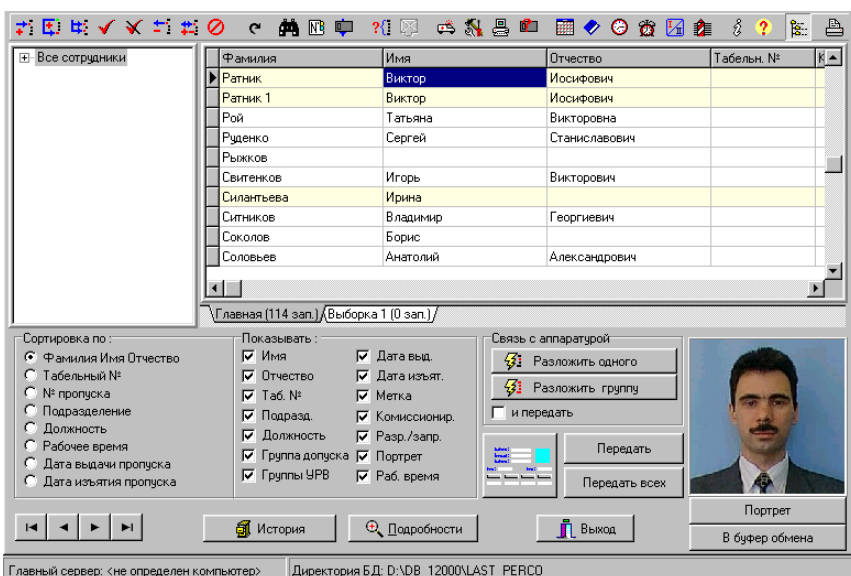 Все сотрудники
Фамилия Имя Отчество Табельн. № К
Ратник Виктор Иосифович
Ратник 1 Виктор Иосифович
Рой Татьяна Викторовна
Руденко Сергей Станиславович
Рыжков
Свитенков Игорь Викторович
Силантьева Ирина
Ситников Владимир Георгиевич
Соколов Борис
Соловьев Анатолий Александрович
Главная (114 зап.) Выборка 1 (0 зап.)
Сортировка по :
Фамилия Имя Отчество
Табельный №
№ пропуска
Подразделение
Должность
Рабочее время
Дата выдачи пропуска
Дата изъятия пропуска
Показывать :
Имя Дата выд.
Отчество Дата изъят.
Таб. № Метка
Подразд. Комиссионир.
Должность Разр./запр.
Группа допуска Портрет
Группы УРВ Раб. время
Связь с аппаратурой
Разложить одного
Разложить группу
и передать
Передать
Передать всех
Портрет
В буфер обмена
История Подробности Выход
Главный сервер: <не определен компьютер> Директория БД: D:\DB_12000\LAST_PERCO